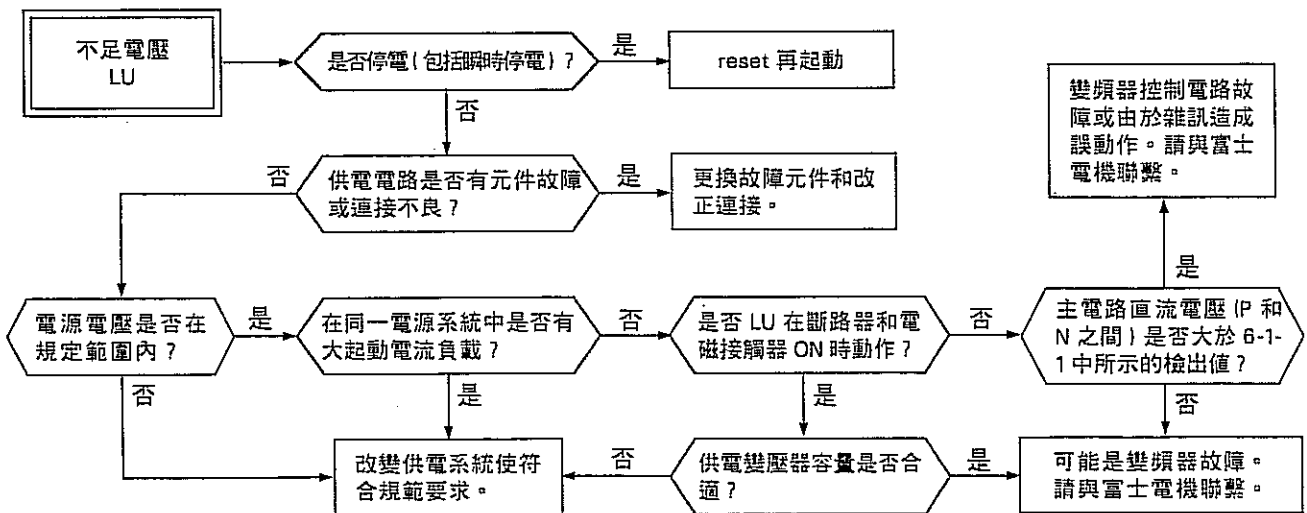 不足電壓
LU
是否停電(包括瞬時停電)?
是
reset 再起動
否
供電電路是否有元件故障
或連接不良?
是
更換故障元件和改
正連接。
否
變頻器控制電路故
障或由於雜訊造成
誤動作。請與富士
電機聯繫。
是
電源電壓是否在
規定範圍內?
是
在同一電源系統中是否有
大起動電流負載?
否
是否 LU 在斷路器和電
磁接觸器 ON 時動作?
否
主電路直流電壓 (P 和
N 之間) 是否大於 6-1-
1 中所示的檢出值?
否
是
是
否
改變供電系統使符
合規範要求。
否
供電變壓器容量是否合
適?
是
可能是變頻器故障。
請與富士電機聯繫。